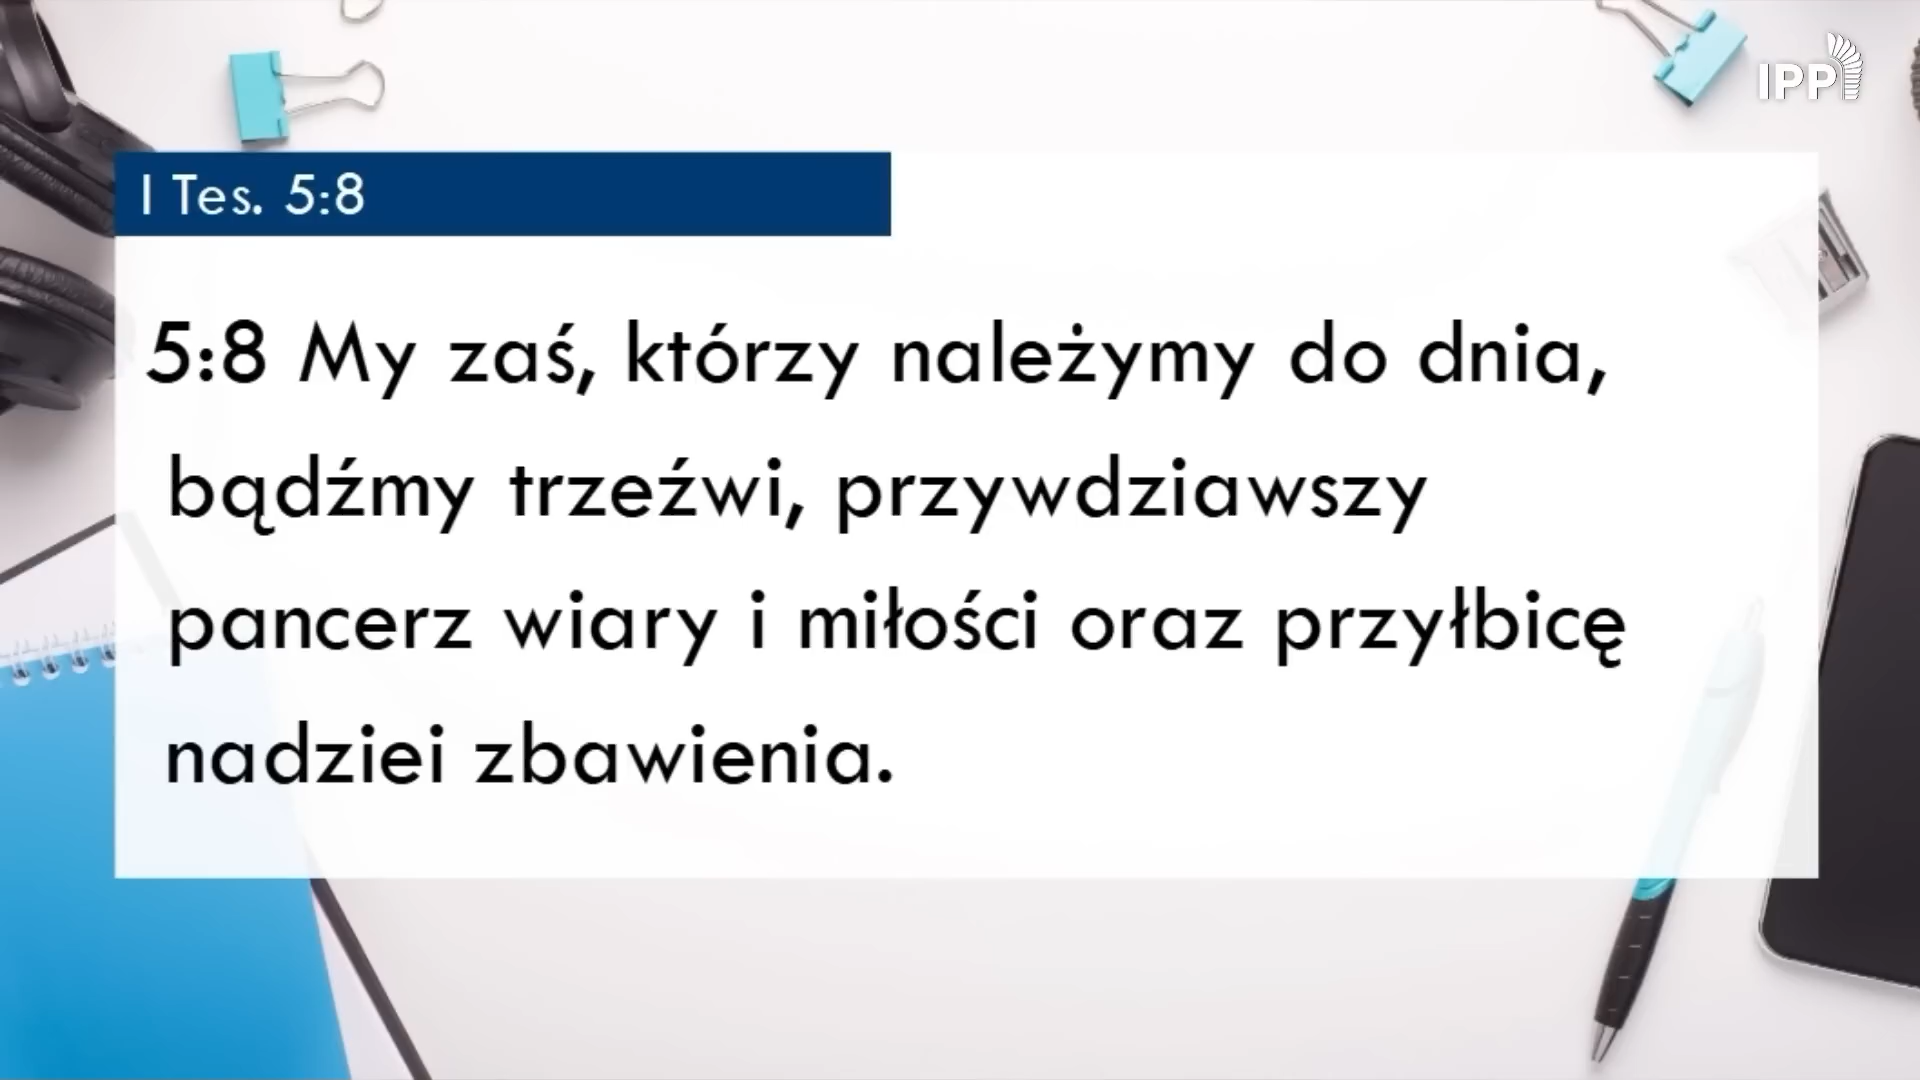 IPP
I Tes. 5:8
5:8 My zaś, którzy należymy do dnia,
bądźmy trzeźwi, przywdziawszy
pancerz wiary i miłości oraz przyłbicę
nadziei zbawienia.